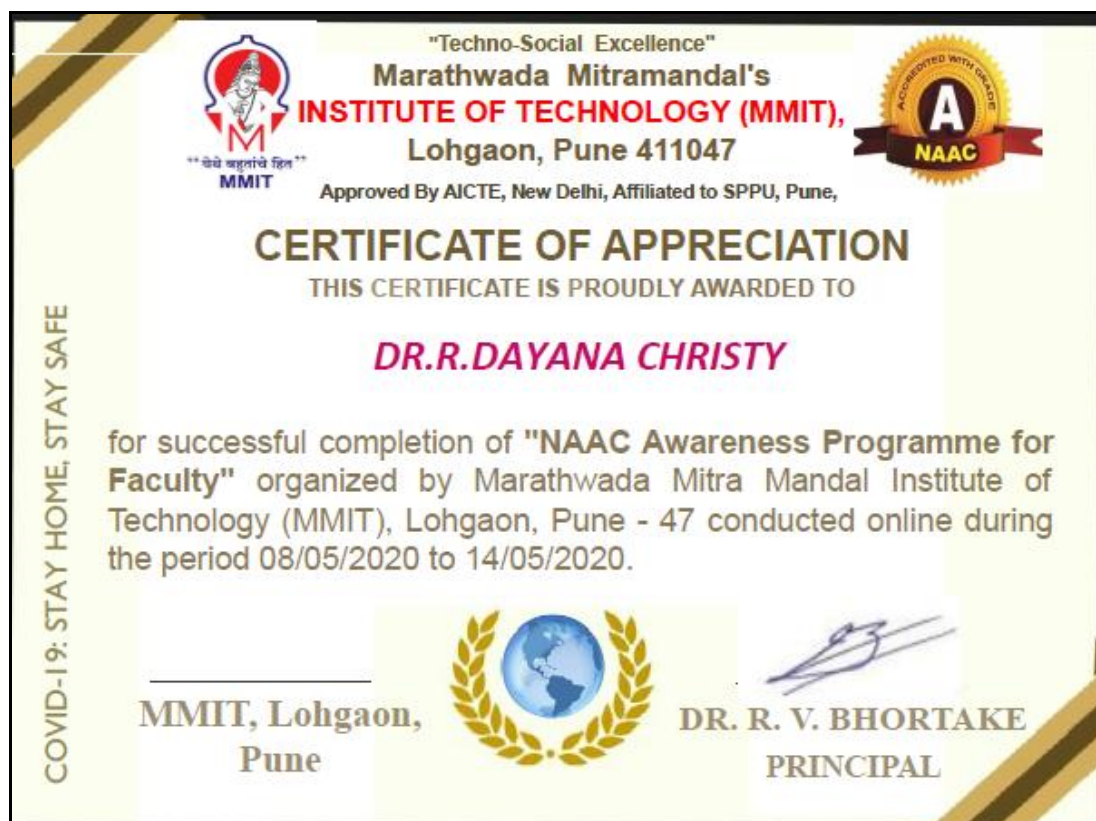 "Techno-Social Excellence"
Marathwada Mitramandal's
INSTITUTE OF TECHNOLOGY (MMIT),
Lohgaon, Pune 411047
Approved By AICTE, New Delhi, Affiliated to SPPU, Pune,
"येथे बहुतांचे हित"
MMIT
ACCREDITED WITH GRADE
A
NAAC
CERTIFICATE OF APPRECIATION
THIS CERTIFICATE IS PROUDLY AWARDED TO
DR.R.DAYANA CHRISTY
for successful completion of "NAAC Awareness Programme for
Faculty" organized by Marathwada Mitra Mandal Institute of
Technology (MMIT), Lohgaon, Pune - 47 conducted online during
the period 08/05/2020 to 14/05/2020.
COVID-19: STAY HOME, STAY SAFE
MMIT, Lohgaon,
Pune
DR. R. V. BHORTAKE
PRINCIPAL